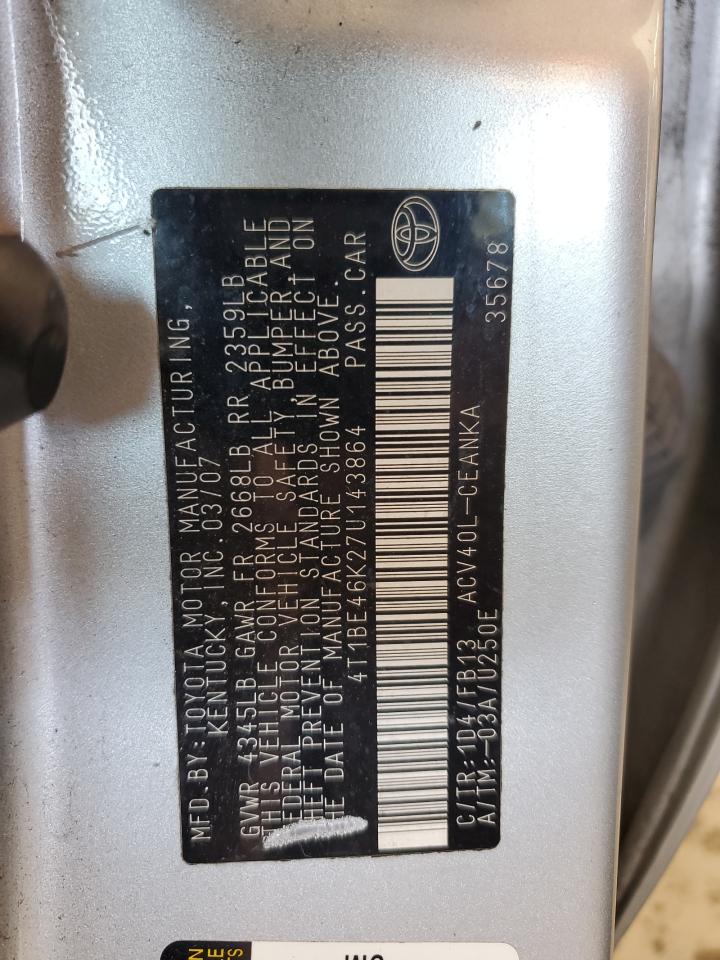 MFD.BY:TOYOTA MOTOR MANUFACTURING,
KENTUCKY, INC.03/07
GVWR 4345LB GAWR FR 2668LB RR 2359LB
THIS VEHICLE CONFORMS TO ALL APPLICABLE
FEDERAL MOTOR VEHICLE SAFETY,BUMPER,AND
THEFT PREVENTION STANDARDS IN EFFECT ON
THE DATE OF MANUFACTURE SHOWN ABOVE.
4T1BE46K27U143864 PASS.CAR
C/TR:1D4/FB13 ACV40L-CEANKA
A/TM:-03A/U250E 35678